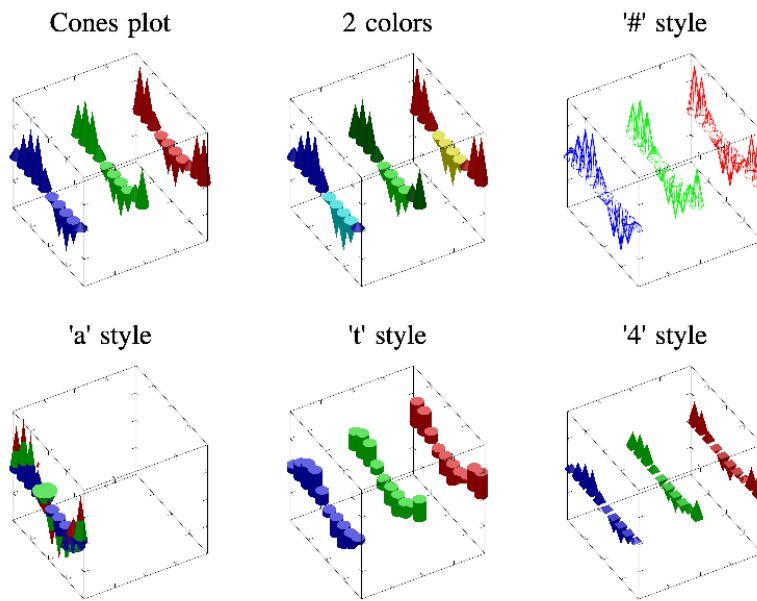 Cones plot
2 colors
'#' style
'a' style
't' style
'4' style